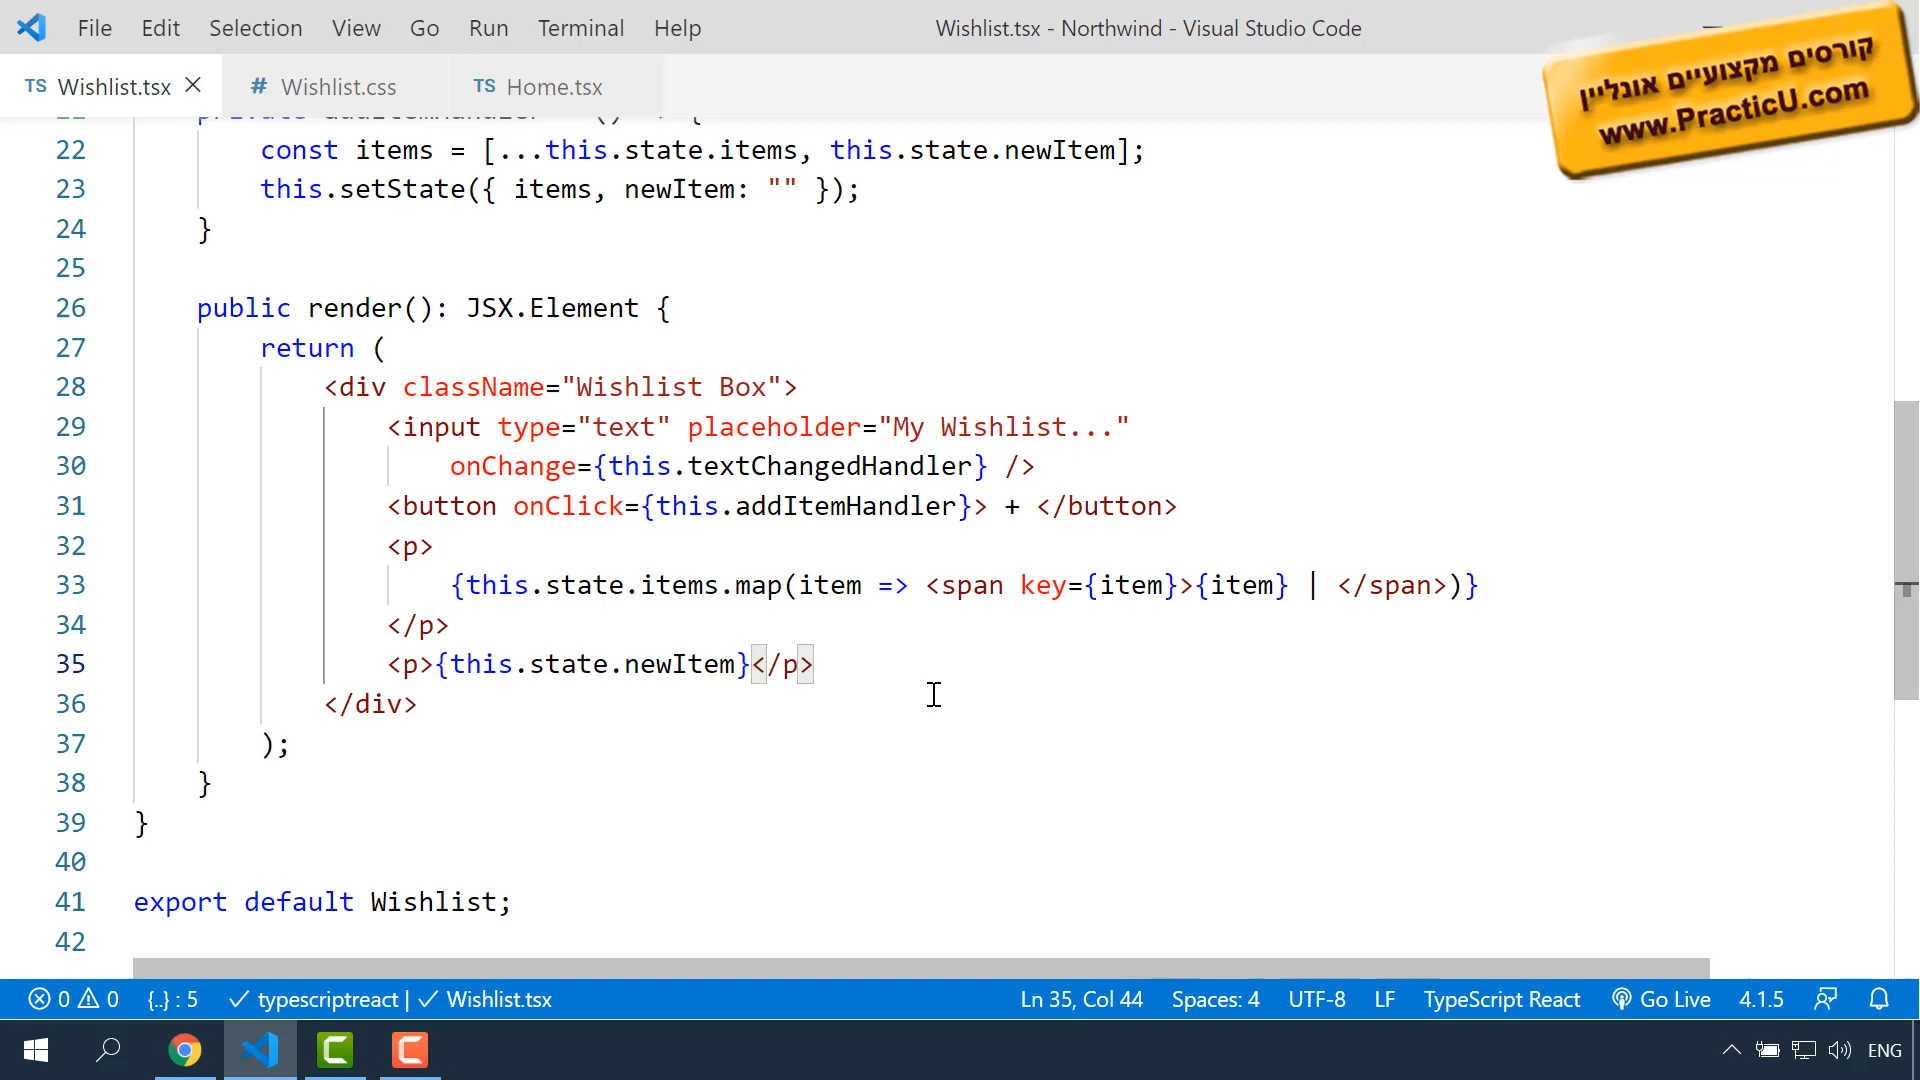 File Edit Selection View Go Run Terminal Help Wishlist.tsx - Northwind - Visual Studio Code
קורסים מקצועיים אונליין
www.PracticU.com
TS Wishlist.tsx # Wishlist.css TS Home.tsx
22 const items = [...this.state.items, this.state.newItem];
23 this.setState({ items, newItem: "" });
24 }
25
26 public render(): JSX.Element {
27 return (
28 <div className="Wishlist Box">
29 <input type="text" placeholder="My Wishlist..."
30 onChange={this.textChangedHandler} />
31 <button onClick={this.addItemHandler}> + </button>
32 <p>
33 {this.state.items.map(item => <span key={item}>{item} | </span>)}
34 </p>
35 <p>{this.state.newItem}</p>
36 </div>
37 );
38 }
39 }
40
41 export default Wishlist;
42
0 0 {..} : 5 ✓ typescriptreact | ✓ Wishlist.tsx Ln 35, Col 44 Spaces: 4 UTF-8 LF TypeScript React Go Live 4.1.5
ENG